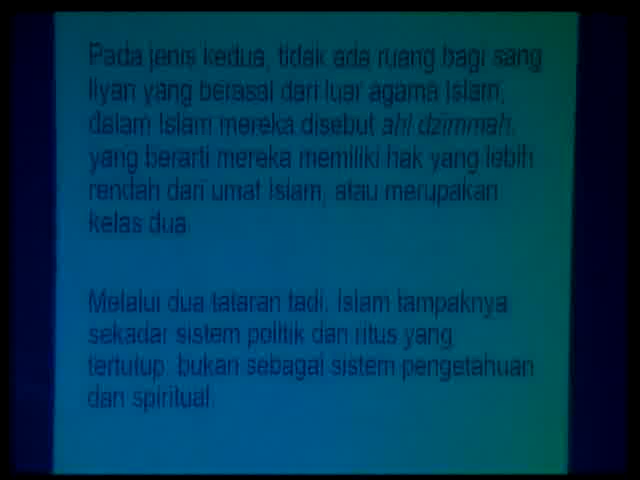 Pada jenis kedua, tidak ada ruang bagi sang
liyan yang berasal dari luar agama Islam,
dalam Islam mereka disebut ahl dzimmah,
yang berarti mereka memiliki hak yang lebih
rendah dari umat Islam, atau merupakan
kelas dua.
Melalui dua tataran tadi, Islam tampaknya
sekadar sistem politik dan ritus yang
tertutup, bukan sebagai sistem pengetahuan
dan spiritual.